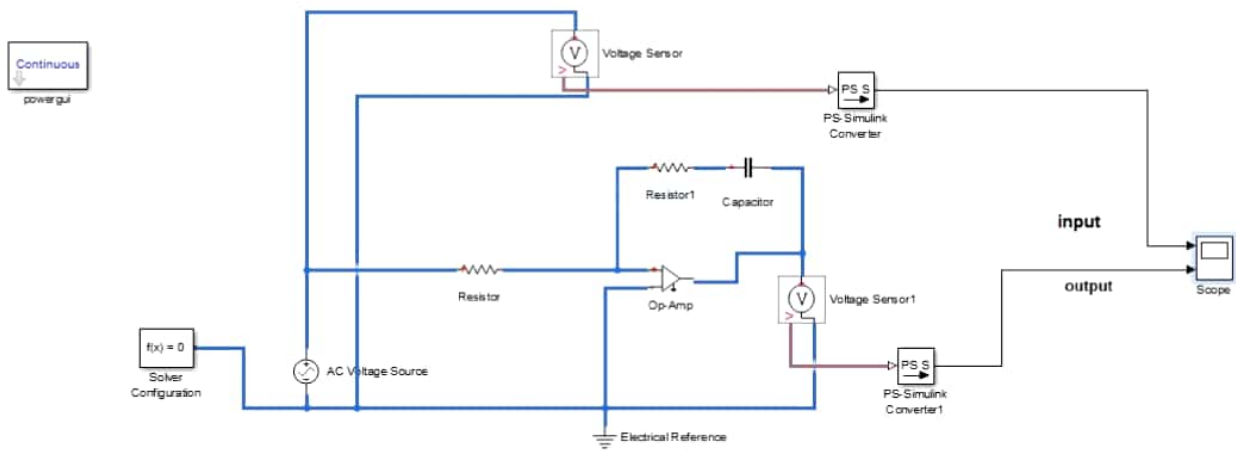 Continuous
powergui
V
Voltage Sensor
PS S
PS-Simulink
Converter
Resistor1
Capacitor
input
Resistor
Op-Amp
V
Voltage Sensor1
output
Scope
f(x) = 0
Solver
Configuration
AC Voltage Source
PS S
PS-Simulink
Converter1
Electrical Reference